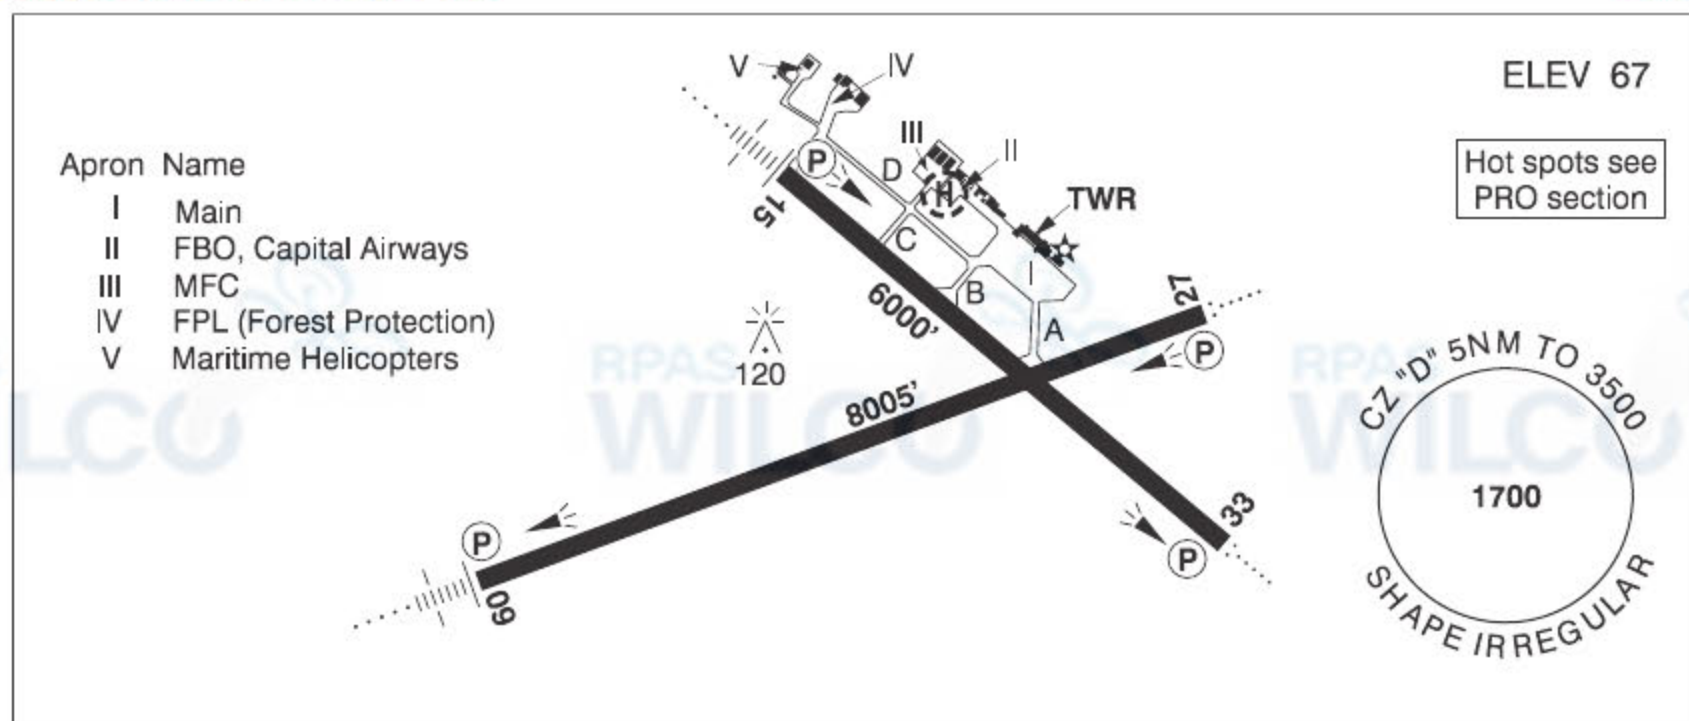 ELEV 67
Hot spots see
PRO section
Apron Name
I Main
II FBO, Capital Airways
III MFC
IV FPL (Forest Protection)
V Maritime Helicopters
V
IV
III
II
TWR
P
D
H
15
C
I
B
6000'
A
27
P
120
8005'
P
09
33
P
CZ "D" 5NM TO 3500
1700
SHAPE IRREGULAR
LCO
RPAS
WILCO
RPAS
WILCO